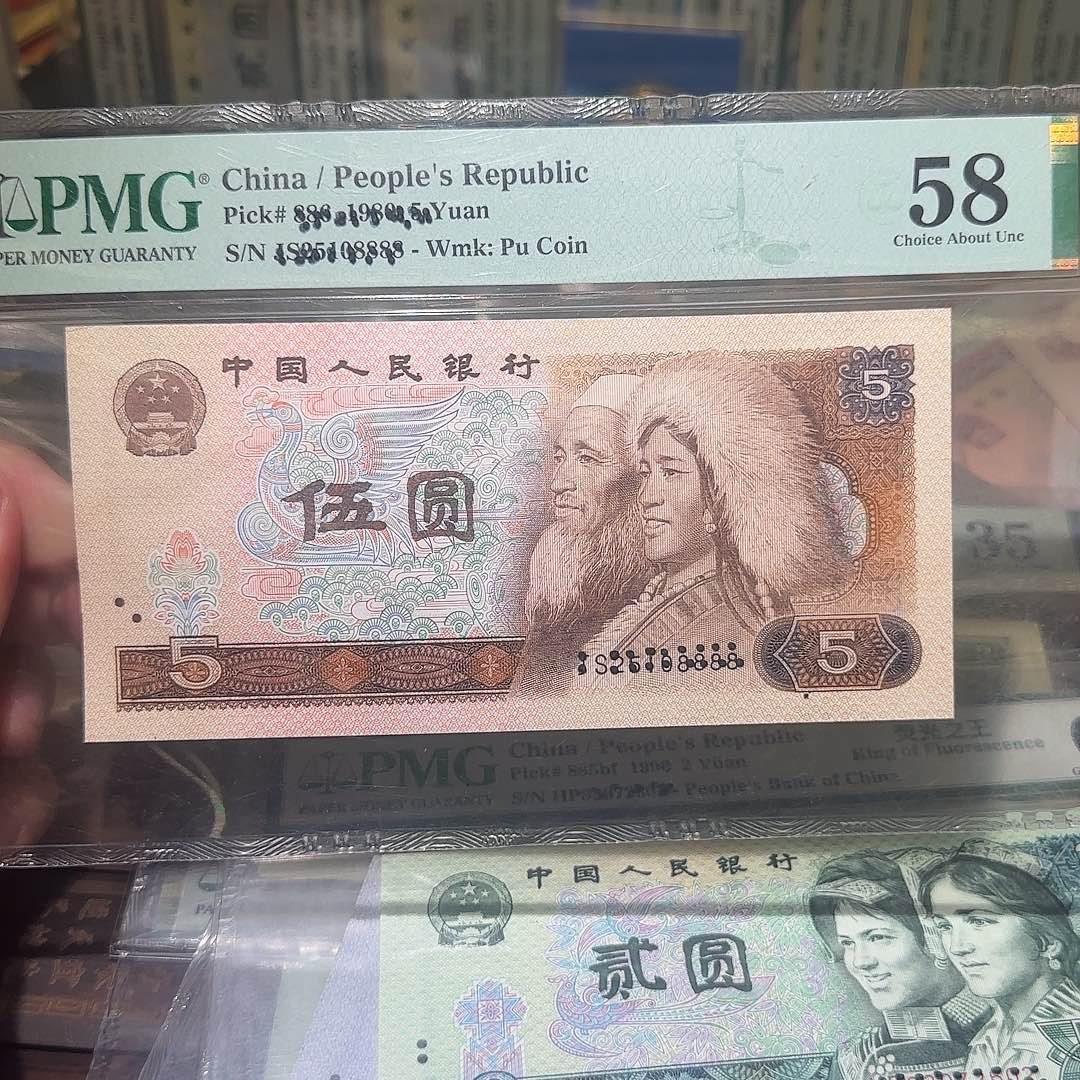 PMG®
PAPER MONEY GUARANTY
China / People's Republic
Pick# 886 1980 5 Yuan
S/N JS25108888 - Wmk: Pu Coin
58
Choice About Unc
中国人民银行
5
伍圆
5
5
35
PMG
变光之王
King of Fluorescence
China / People's Republic
Pick# 885bf 1990 2 Yuan
PAPER MONEY GUARANTY
- People's Bank of China
中国人民银行
贰圆